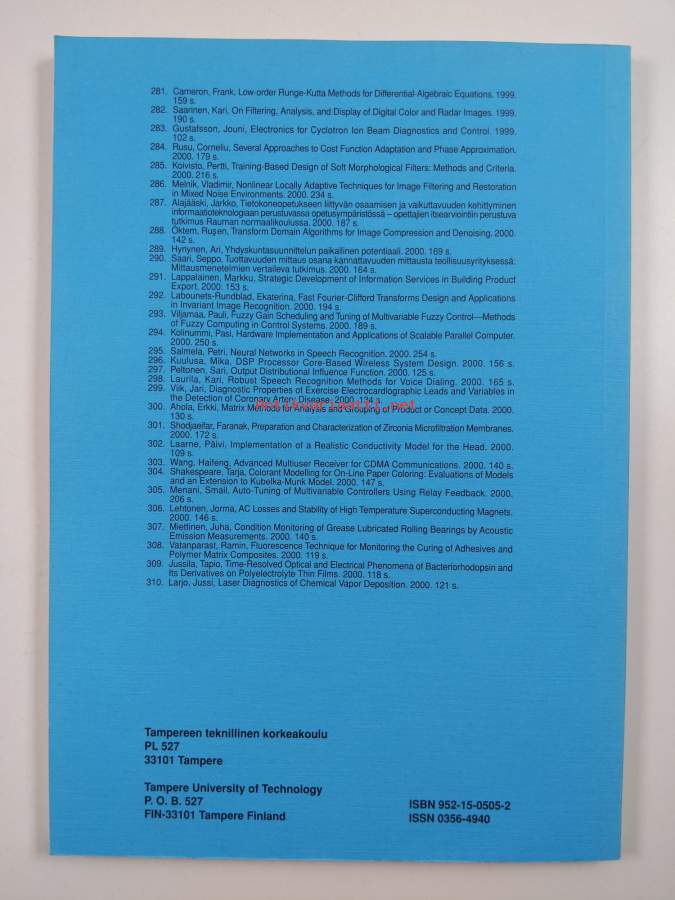 281. Cameron, Frank, Low-order Runge-Kutta Methods for Differential-Algebraic Equations. 1999.
159 s.
282. Saarinen, Kari, On Filtering, Analysis, and Display of Digital Color and Radar Images. 1999.
190 s.
283. Gustafsson, Jouni, Electronics for Cyclotron Ion Beam Diagnostics and Control. 1999.
102 s.
284. Rusu, Corneliu, Several Approaches to Cost Function Adaptation and Phase Approximation.
2000. 179 s.
285. Koivisto, Pertti, Training-Based Design of Soft Morphological Filters: Methods and Criteria.
2000. 216 s.
286. Melnik, Vladimir, Nonlinear Locally Adaptive Techniques for Image Filtering and Restoration
in Mixed Noise Environments. 2000. 234 s.
287. Alajääski, Jarkko, Tietokoneopetukseen liittyvän osaamisen ja vaikuttavuuden kehittyminen
informaatioteknologiaan perustuvassa opetusympäristössä – opettajien itsearviointiin perustuva
tutkimus Rauman normaalikoulussa. 2000. 187 s.
288. Öktem, Ruşen, Transform Domain Algorithms for Image Compression and Denoising. 2000.
142 s.
289. Hynynen, Ari, Yhdyskuntasuunnittelun paikallinen potentiaali. 2000. 169 s.
290. Saari, Seppo. Tuottavuuden mittaus osana kannattavuuden mittausta teollisuusyrityksessä:
Mittausmenetelmien vertaileva tutkimus. 2000. 164 s.
291. Lappalainen, Markku, Strategic Development of Information Services in Building Product
Export. 2000. 153 s.
292. Labounets-Rundblad, Ekaterina, Fast Fourier-Clifford Transforms Design and Applications
in Invariant Image Recognition. 2000. 194 s.
293. Viljamaa, Pauli, Fuzzy Gain Scheduling and Tuning of Multivariable Fuzzy Control—Methods
of Fuzzy Computing in Control Systems. 2000. 189 s.
294. Kolinummi, Pasi, Hardware Implementation and Applications of Scalable Parallel Computer.
2000. 250 s.
295. Salmela, Petri, Neural Networks in Speech Recognition. 2000. 254 s.
296. Kuulusa, Mika, DSP Processor Core-Based Wireless System Design. 2000. 156 s.
297. Peltonen, Sari, Output Distributional Influence Function. 2000. 125 s.
298. Laurila, Kari, Robust Speech Recognition Methods for Voice Dialing. 2000. 165 s.
299. Viik, Jari, Diagnostic Properties of Exercise Electrocardiographic Leads and Variables in
the Detection of Coronary Artery Disease. 2000. 134 s.
Antikvariaatit.net
300. Ahola, Erkki, Matrix Methods for Analysis and Grouping of Product or Concept Data. 2000.
130 s.
301. Shodjaeifar, Faranak, Preparation and Characterization of Zirconia Microfiltration Membranes.
2000. 172 s.
302. Laarne, Päivi, Implementation of a Realistic Conductivity Model for the Head. 2000.
109 s.
303. Wang, Haifeng, Advanced Multiuser Receiver for CDMA Communications. 2000. 140 s.
304. Shakespeare, Tarja, Colorant Modelling for On-Line Paper Coloring: Evaluations of Models
and an Extension to Kubelka-Munk Model. 2000. 147 s.
305. Menani, Smail, Auto-Tuning of Multivariable Controllers Using Relay Feedback. 2000.
206 s.
306. Lehtonen, Jorma, AC Losses and Stability of High Temperature Superconducting Magnets.
2000. 146 s.
307. Miettinen, Juha, Condition Monitoring of Grease Lubricated Rolling Bearings by Acoustic
Emission Measurements. 2000. 140 s.
308. Vatanparast, Ramin, Fluorescence Technique for Monitoring the Curing of Adhesives and
Polymer Matrix Composites. 2000. 119 s.
309. Jussila, Tapio, Time-Resolved Optical and Electrical Phenomena of Bacteriorhodopsin and
Its Derivatives on Polyelectrolyte Thin Films. 2000. 118 s.
310. Larjo, Jussi, Laser Diagnostics of Chemical Vapor Deposition. 2000. 121 s.
Tampereen teknillinen korkeakoulu
PL 527
33101 Tampere
Tampere University of Technology
P. O. B. 527
FIN-33101 Tampere Finland
ISBN 952-15-0505-2
ISSN 0356-4940